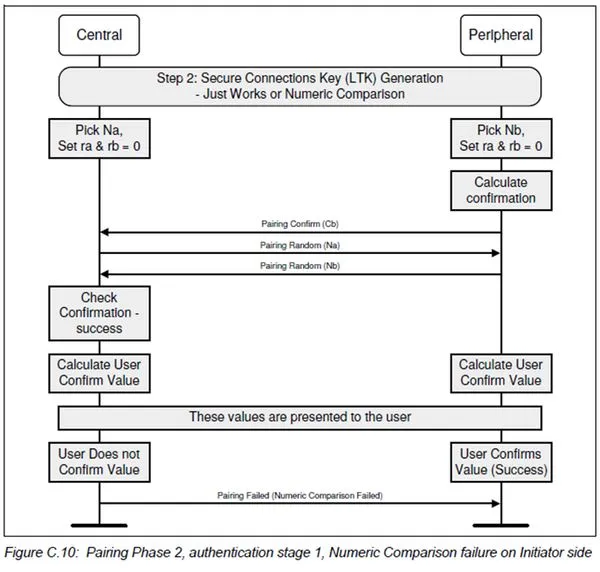 Central
Peripheral
Step 2: Secure Connections Key (LTK) Generation
- Just Works or Numeric Comparison
Pick Na,
Set ra & rb = 0
Pick Nb,
Set ra & rb = 0
Calculate
confirmation
Pairing Confirm (Cb)
Pairing Random (Na)
Pairing Random (Nb)
Check
Confirmation -
success
Calculate User
Confirm Value
Calculate User
Confirm Value
These values are presented to the user
User Does not
Confirm Value
User Confirms
Value (Success)
Pairing Failed (Numeric Comparison Failed)
Figure C.10: Pairing Phase 2, authentication stage 1, Numeric Comparison failure on Initiator side